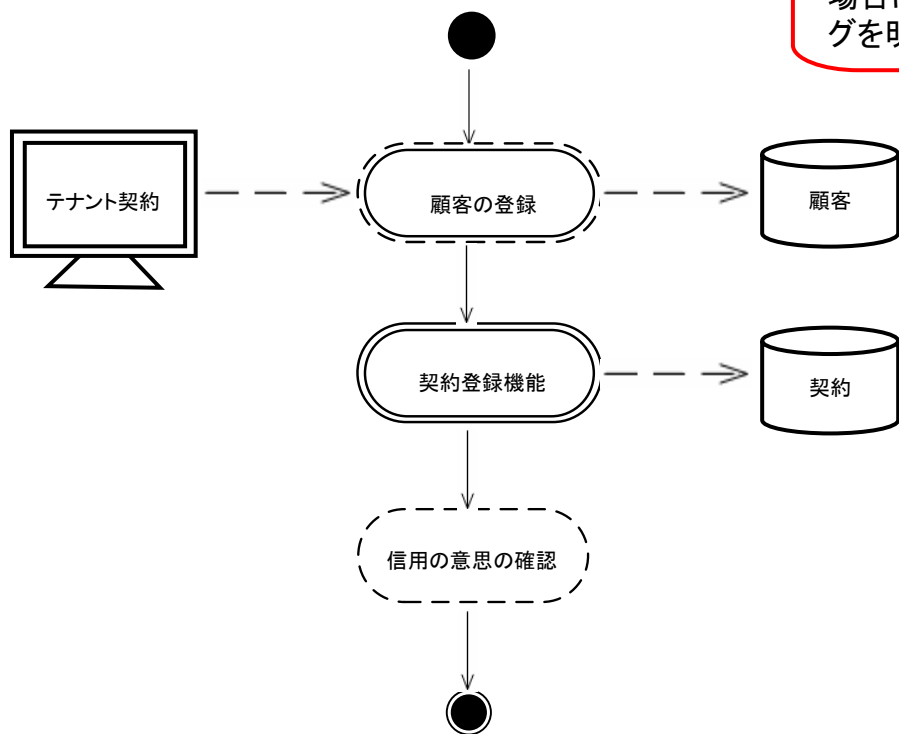 グを明
テナント契約
顧客の登録
顧客
契約登録機能
契約
信用の意思の確認